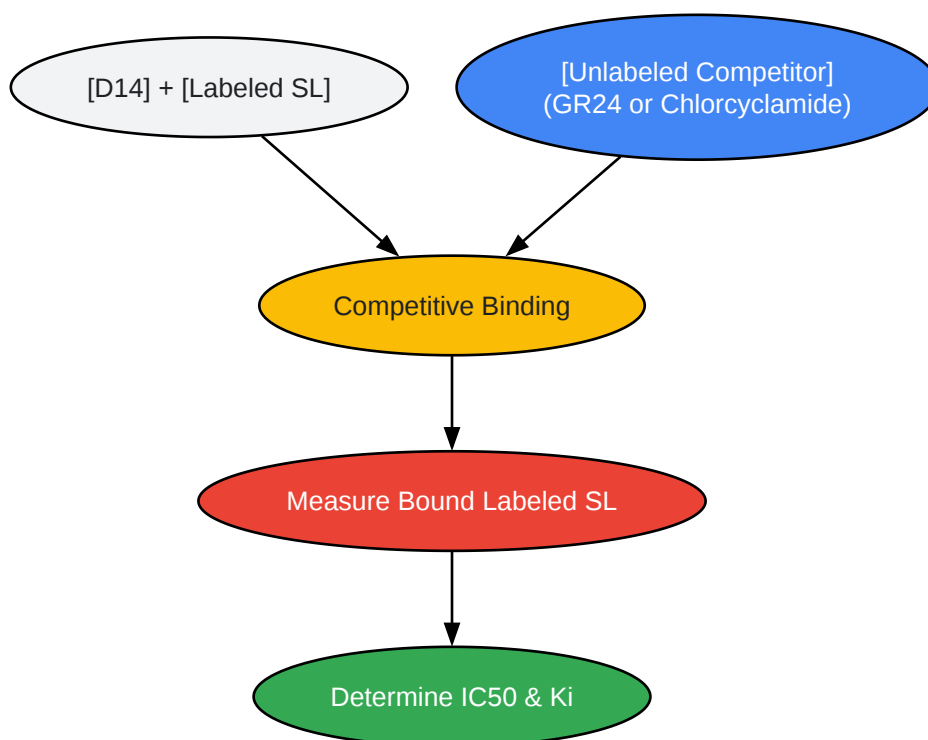 [D14] + [Labeled SL]
[Unlabeled Competitor]
(GR24 or Chlorcyclamide)
Competitive Binding
Measure Bound Labeled SL
Determine IC50 & Ki